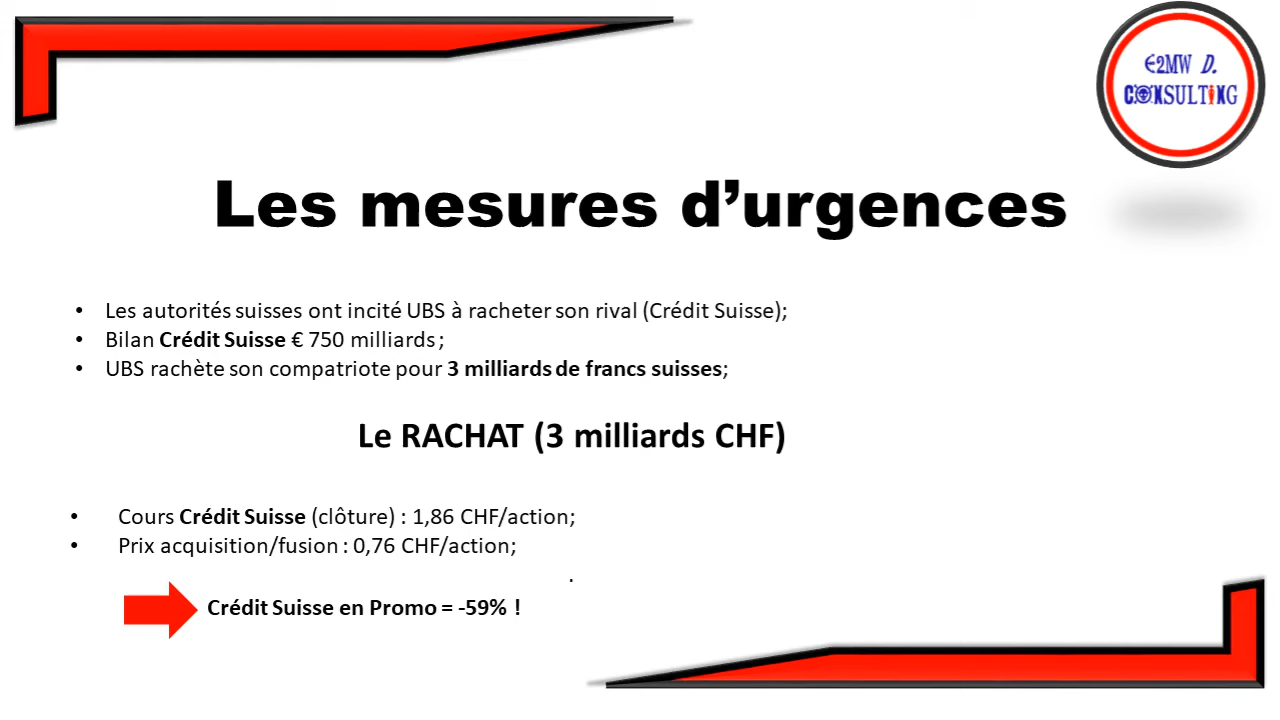 Є2MW D.
CONSULTING
Les mesures d’urgences
• Les autorités suisses ont incité UBS à racheter son rival (Crédit Suisse);
• Bilan Crédit Suisse € 750 milliards ;
• UBS rachète son compatriote pour 3 milliards de francs suisses;
Le RACHAT (3 milliards CHF)
• Cours Crédit Suisse (clôture) : 1,86 CHF/action;
• Prix acquisition/fusion : 0,76 CHF/action;
.
Crédit Suisse en Promo = -59% !